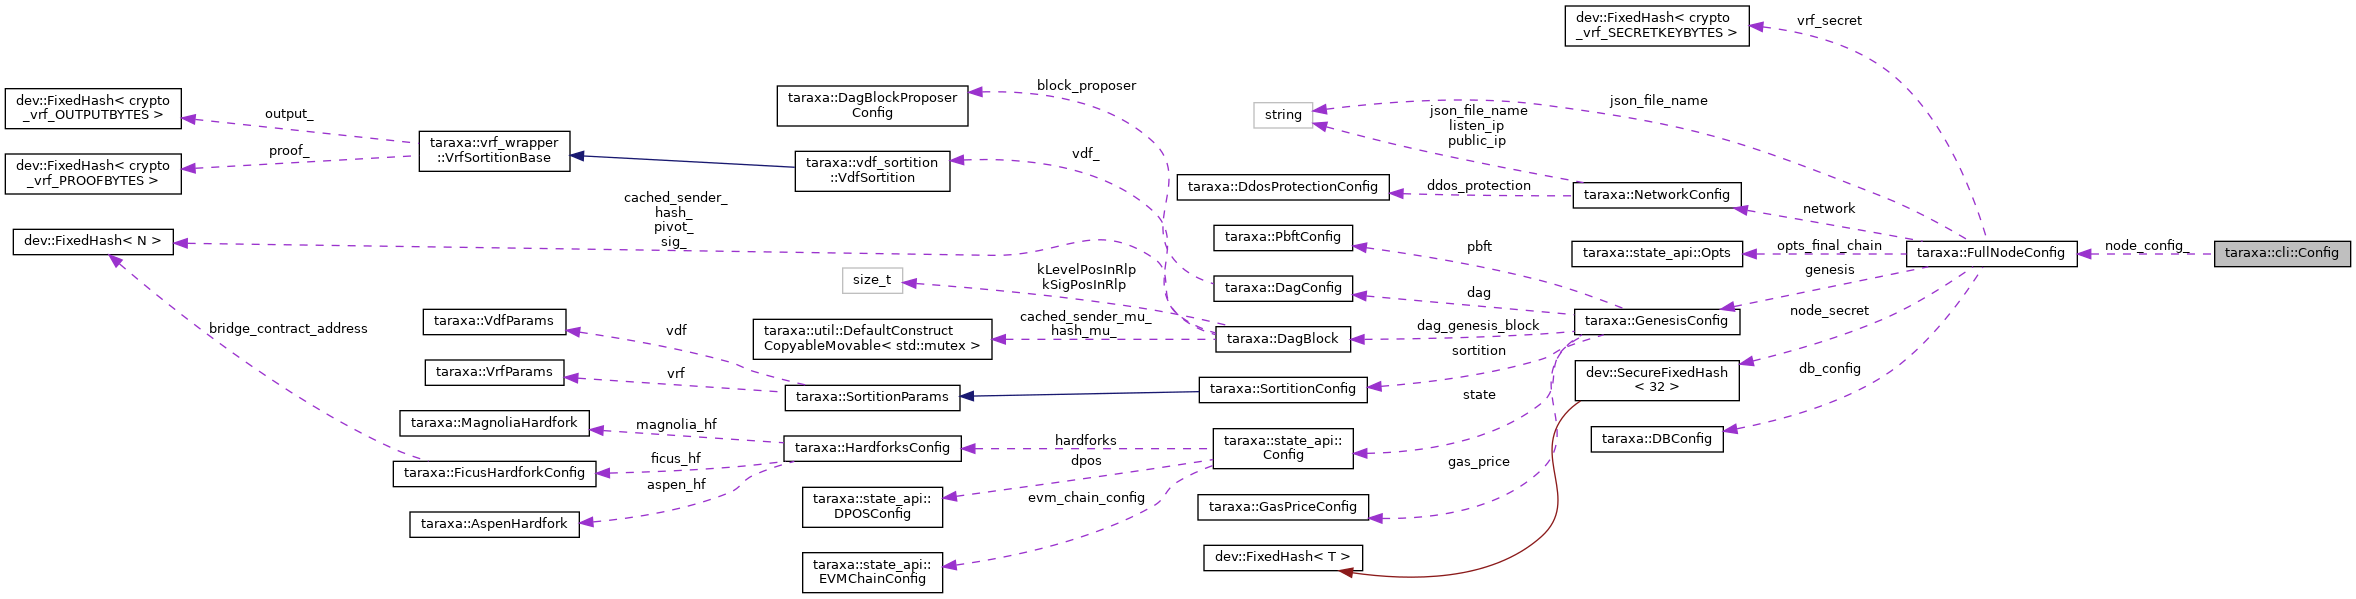 dev::FixedHash< crypto
_vrf_SECRETKEYBYTES >
vrf_secret
block_proposer
taraxa::DagBlockProposer
Config
dev::FixedHash< crypto
_vrf_OUTPUTBYTES >
output_
json_file_name
string
json_file_name
listen_ip
public_ip
taraxa::vrf_wrapper
::VrfSortitionBase
proof_
dev::FixedHash< crypto
_vrf_PROOFBYTES >
taraxa::vdf_sortition
::VdfSortition
vdf_
taraxa::DdosProtectionConfig
ddos_protection
taraxa::NetworkConfig
network
cached_sender_
hash_
pivot_
sig_
dev::FixedHash< N >
taraxa::PbftConfig
pbft
taraxa::state_api::Opts
opts_final_chain
taraxa::FullNodeConfig
node_config_
taraxa::cli::Config
genesis
size_t
kLevelPosInRlp
kSigPosInRlp
taraxa::DagConfig
dag
node_secret
bridge_contract_address
taraxa::VdfParams
vdf
taraxa::util::DefaultConstruct
CopyableMovable< std::mutex >
cached_sender_mu_
hash_mu_
taraxa::DagBlock
dag_genesis_block
taraxa::GenesisConfig
sortition
taraxa::VrfParams
vrf
taraxa::SortitionParams
taraxa::SortitionConfig
dev::SecureFixedHash
< 32 >
db_config
state
taraxa::MagnoliaHardfork
magnolia_hf
taraxa::HardforksConfig
hardforks
taraxa::state_api::
Config
taraxa::DBConfig
ficus_hf
dpos
gas_price
taraxa::FicusHardforkConfig
aspen_hf
evm_chain_config
taraxa::state_api::
DPOSConfig
taraxa::GasPriceConfig
taraxa::AspenHardfork
dev::FixedHash< T >
taraxa::state_api::
EVMChainConfig